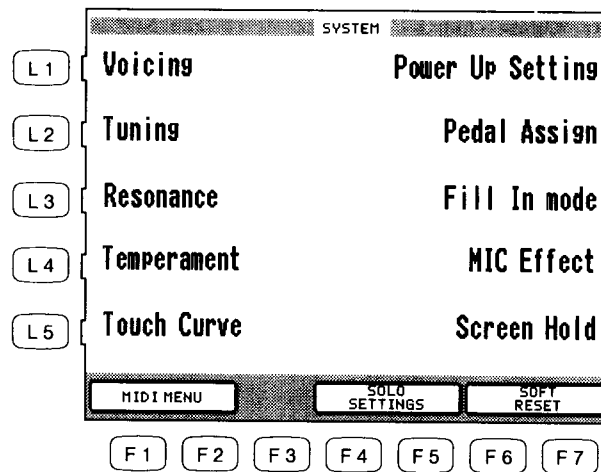 SYSTEM
L1 Voicing Power Up Setting
L2 Tuning Pedal Assign
L3 Resonance Fill In mode
L4 Temperament MIC Effect
L5 Touch Curve Screen Hold
MIDI MENU SOLO SETTINGS SOFT RESET
F1 F2 F3 F4 F5 F6 F7